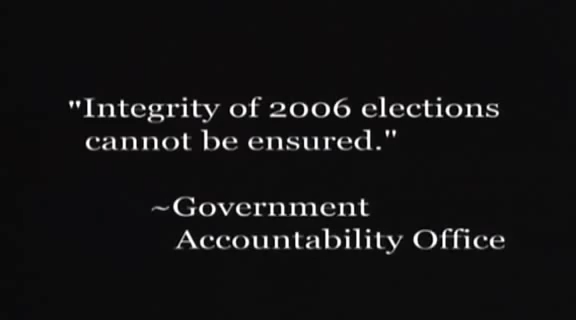 "Integrity of 2006 elections
cannot be ensured."
~Government
Accountability Office